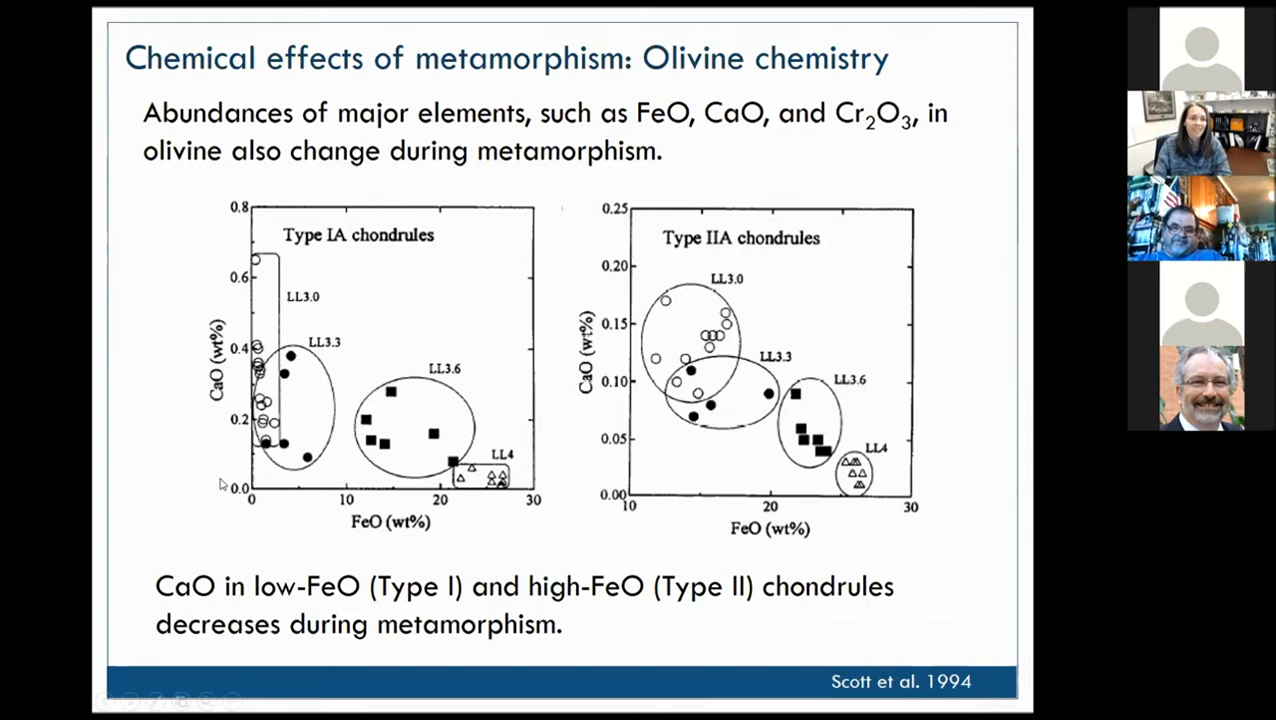 Chemical effects of metamorphism: Olivine chemistry
Abundances of major elements, such as FeO, CaO, and Cr₂O₃, in
olivine also change during metamorphism.
Type IA chondrules
0.8
0.6
0.4
0.2
0.0
CaO (wt%)
LL3.0
LL3.3
LL3.6
LL4
0
10
20
30
FeO (wt%)
Type IIA chondrules
0.25
0.20
0.15
0.10
0.05
0.00
CaO (wt%)
LL3.0
LL3.3
LL3.6
LL4
10
20
30
FeO (wt%)
CaO in low-FeO (Type I) and high-FeO (Type II) chondrules
decreases during metamorphism.
Scott et al. 1994